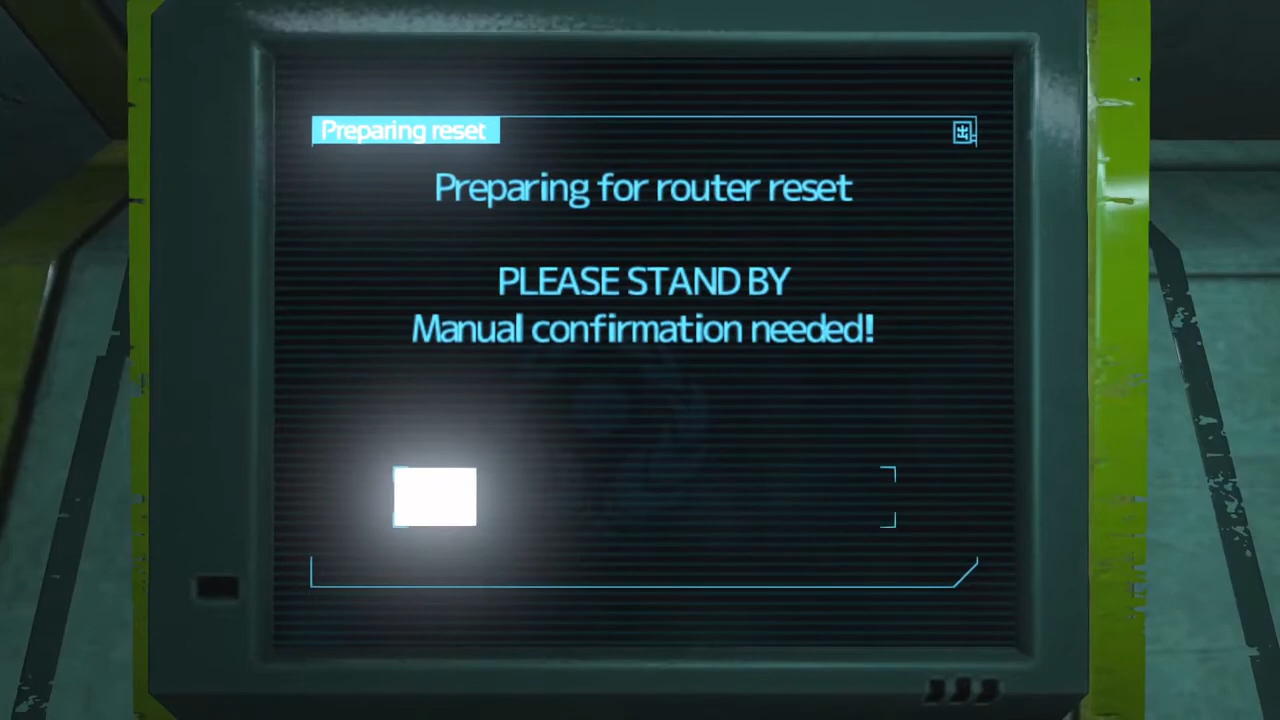 Preparing reset
Preparing for router reset
PLEASE STAND BY
Manual confirmation needed!